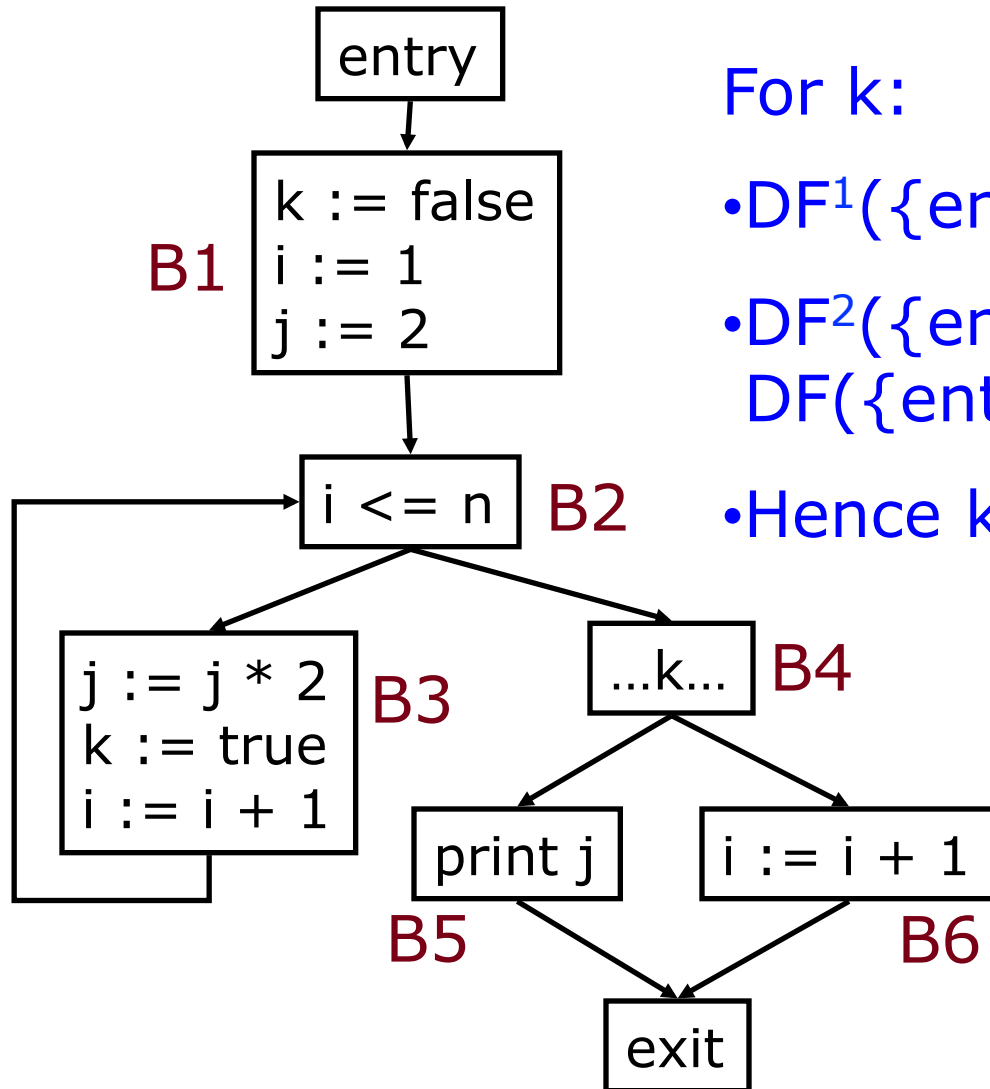 entry
k := false
i := 1
j := 2
B1
i <= n
B2
j := j * 2
k := true
i := i + 1
B3
...k...
B4
print j
B5
i := i + 1
B6
exit
For k:
•DF¹({en
•DF²({en
DF({ent
•Hence k